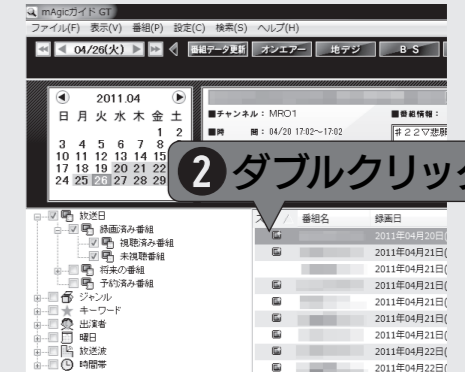 mAgicガイド GT
ファイル(F) 表示(V) 番組(P) 設定(C) 検索(S) ヘルプ(H)
04/26(火) 番組データ更新 オンエアー 地デジ B-S
2011.04
日 月 火 水 木 金 土
1 2
3 4 5 6 7 8
10 11 12 13 14 15
17 18 19 20 21 22
24 25 26 27 28 29
■チャンネル: MRO1 ■番組情報:
■時 間: 04/20 17:02~17:02 #22▽悲願
2 ダブルクリック
番組名 録画日
放送日
録画済み番組
視聴済み番組
未視聴番組
将来の番組
予約済み番組
ジャンル
キーワード
出演者
曜日
放送波
時間帯
2011年04月20日(
2011年04月21日(
2011年04月21日(
2011年04月21日(
2011年04月21日(
2011年04月21日(
2011年04月21日(
2011年04月22日(
2011年04月22日(